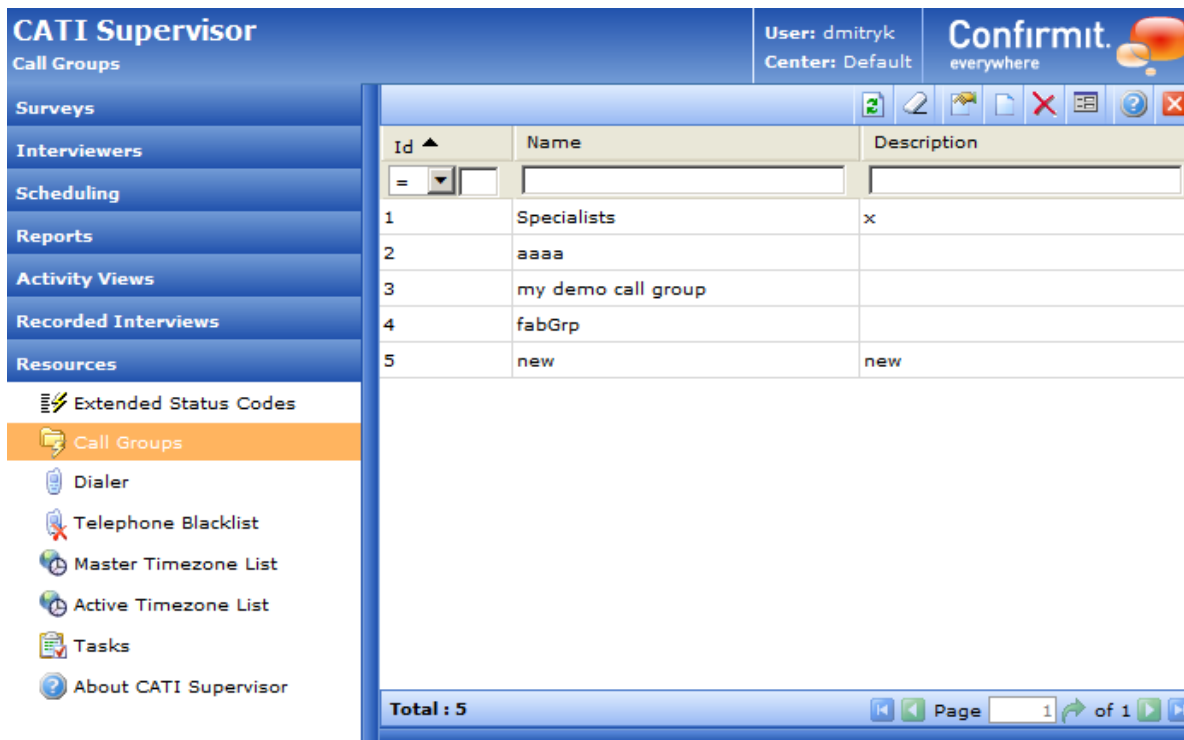 CATI Supervisor
Call Groups
User: dmitryk
Center: Default
Confirmit.
everywhere
Surveys
Interviewers
Scheduling
Reports
Activity Views
Recorded Interviews
Resources
Extended Status Codes
Call Groups
Dialer
Telephone Blacklist
Master Timezone List
Active Timezone List
Tasks
About CATI Supervisor
Id Name Description
=
1 Specialists x
2 aaaa
3 my demo call group
4 fabGrp
5 new new
Total : 5 Page 1 of 1